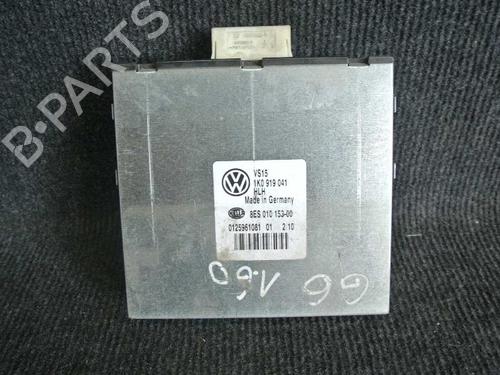 B-PARTS
VS15
1K0 919 041
HLH
Made in Germany
8ES 010 153-00
0125961081 01 2.10
G6 1.60